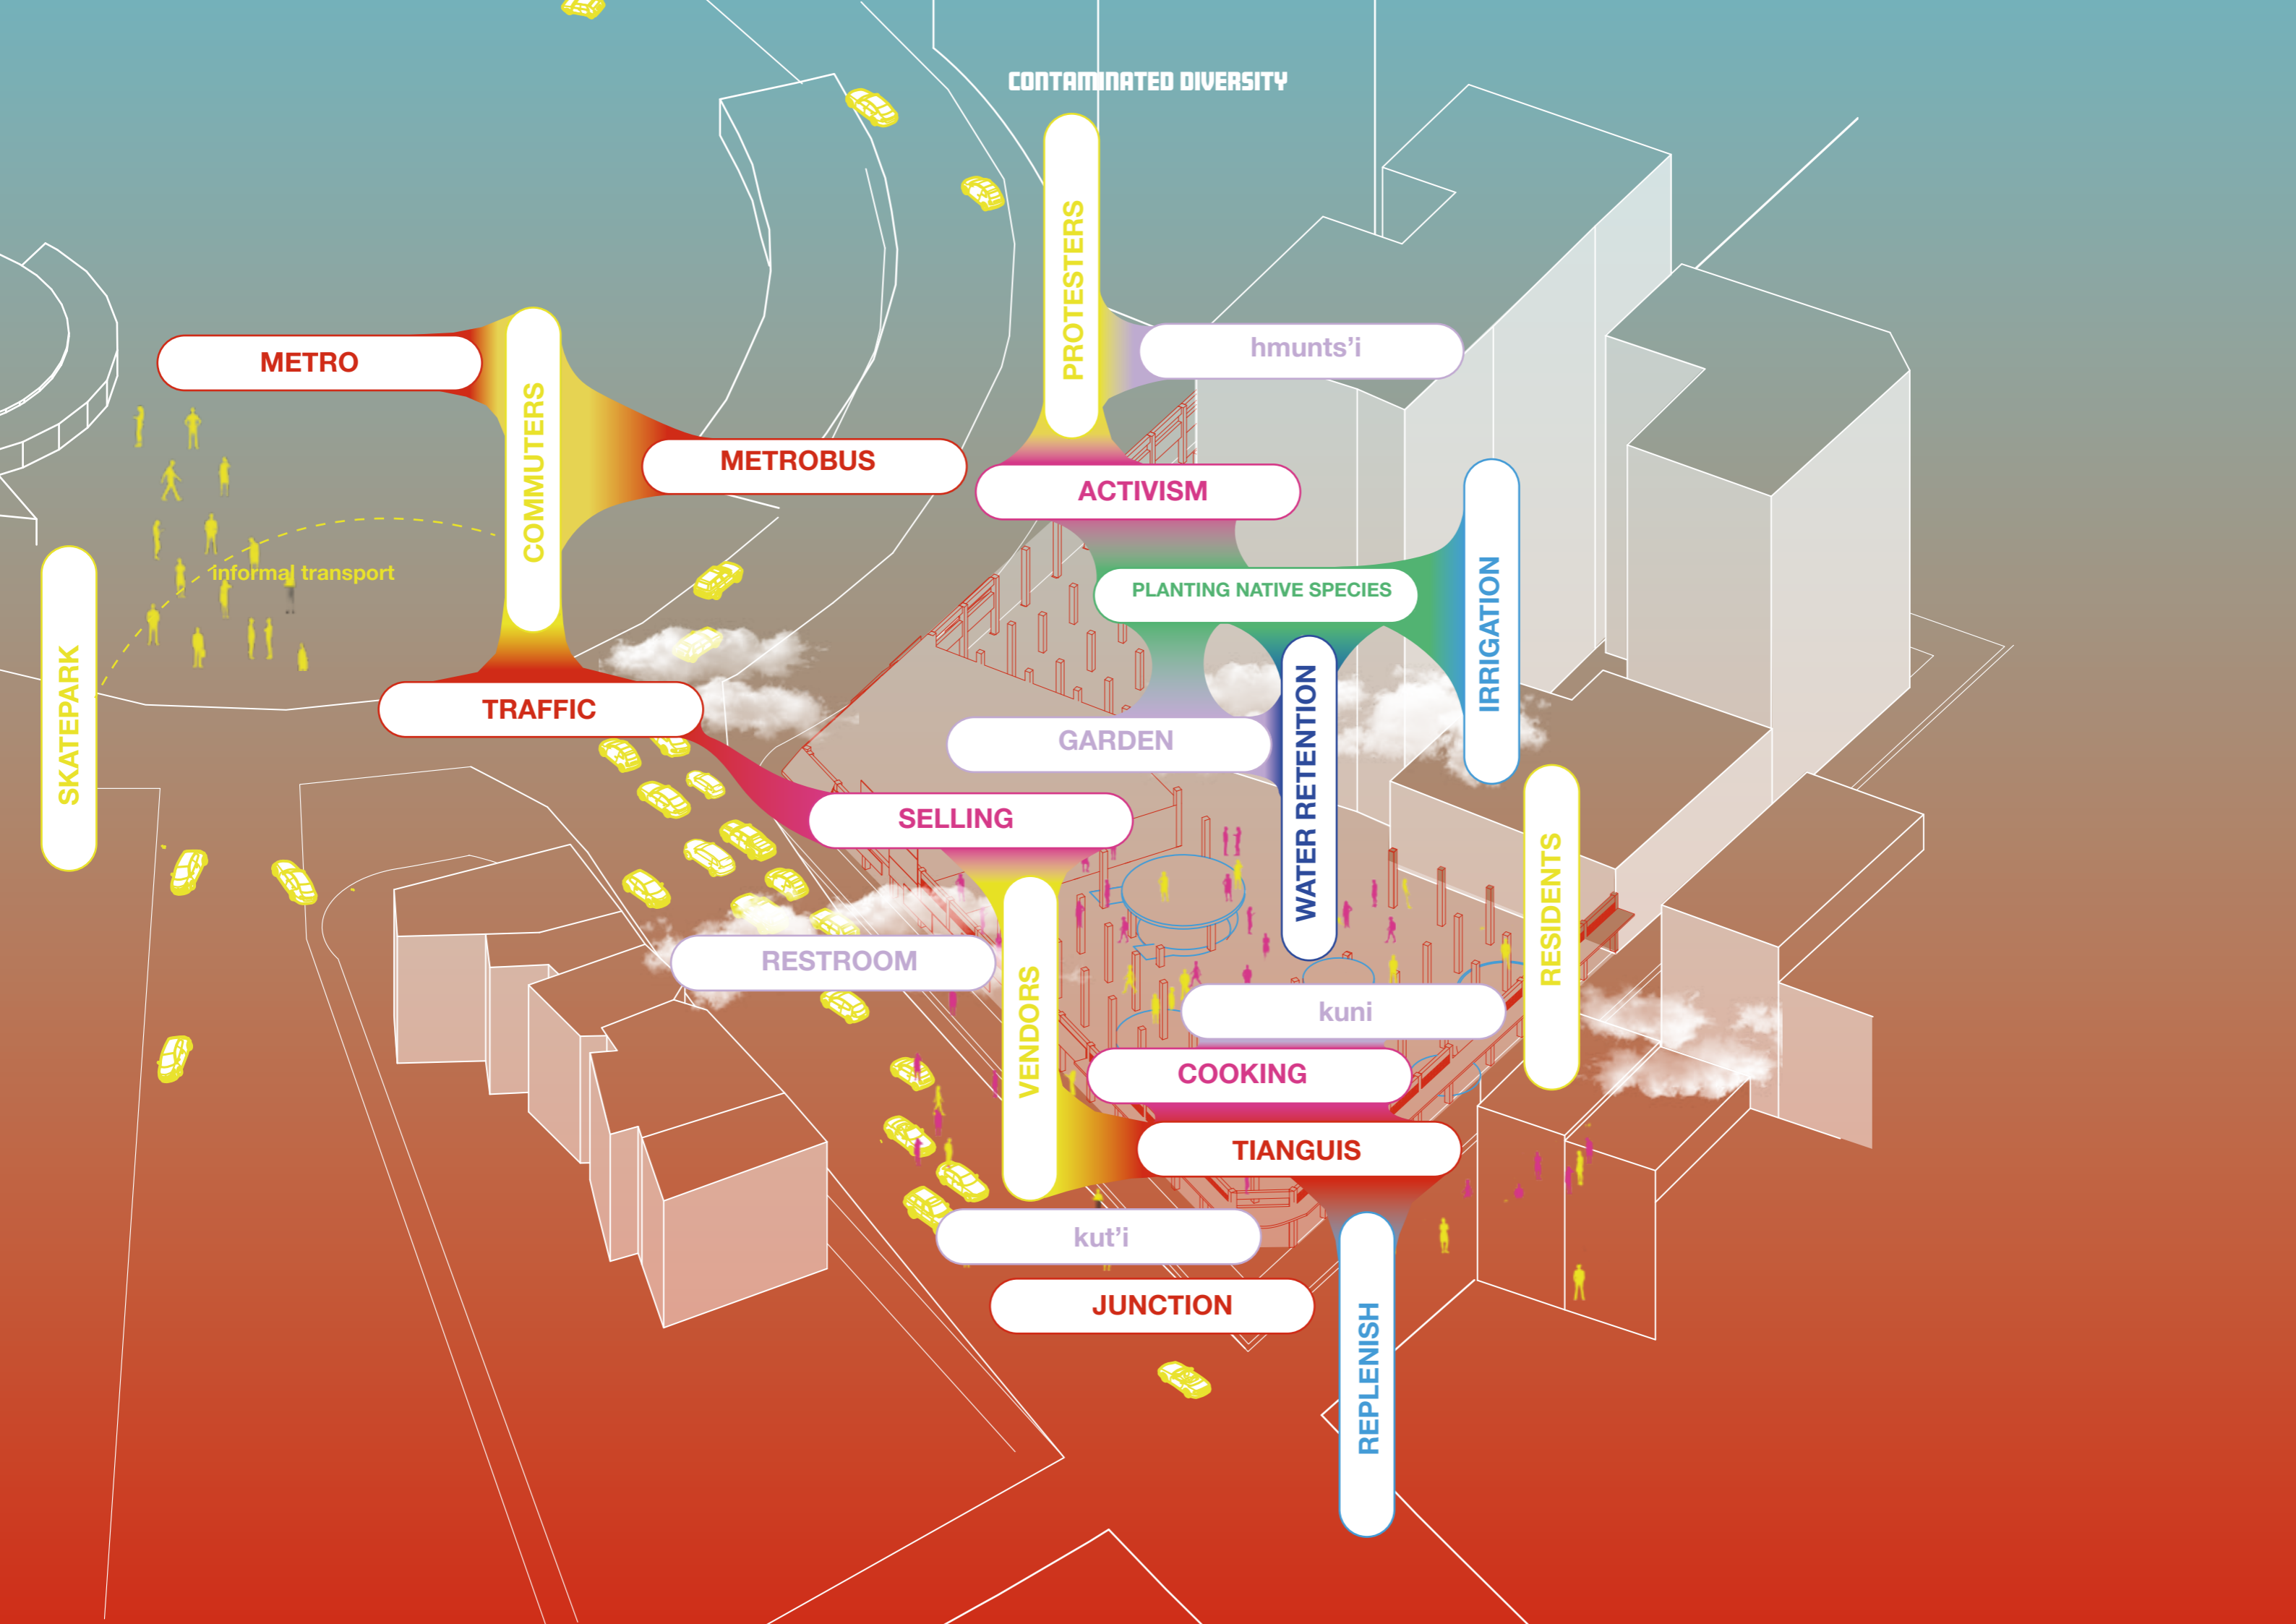 CONTAMINATED DIVERSITY
PROTESTERS
hmunts'i
METRO
COMMUTERS
METROBUS
ACTIVISM
informal transport
PLANTING NATIVE SPECIES
IRRIGATION
SKATEPARK
TRAFFIC
GARDEN
WATER RETENTION
SELLING
RESIDENTS
RESTROOM
VENDORS
kuni
COOKING
TIANGUIS
kut'i
JUNCTION
REPLENISH